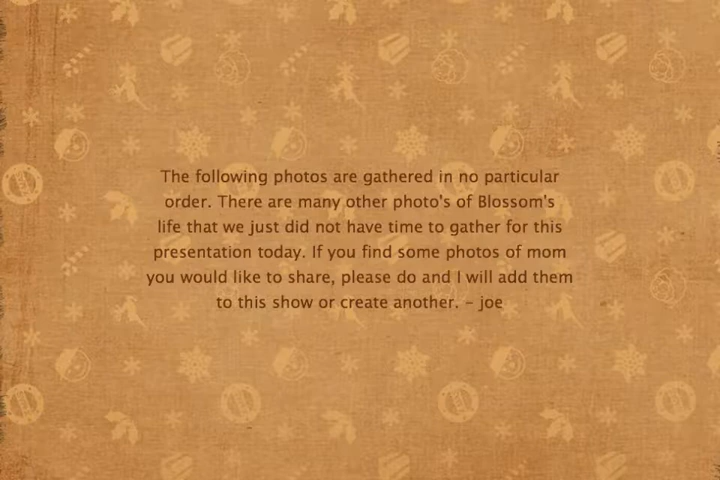 The following photos are gathered in no particular
order. There are many other photo's of Blossom's
life that we just did not have time to gather for this
presentation today. If you find some photos of mom
you would like to share, please do and I will add them
to this show or create another. – joe